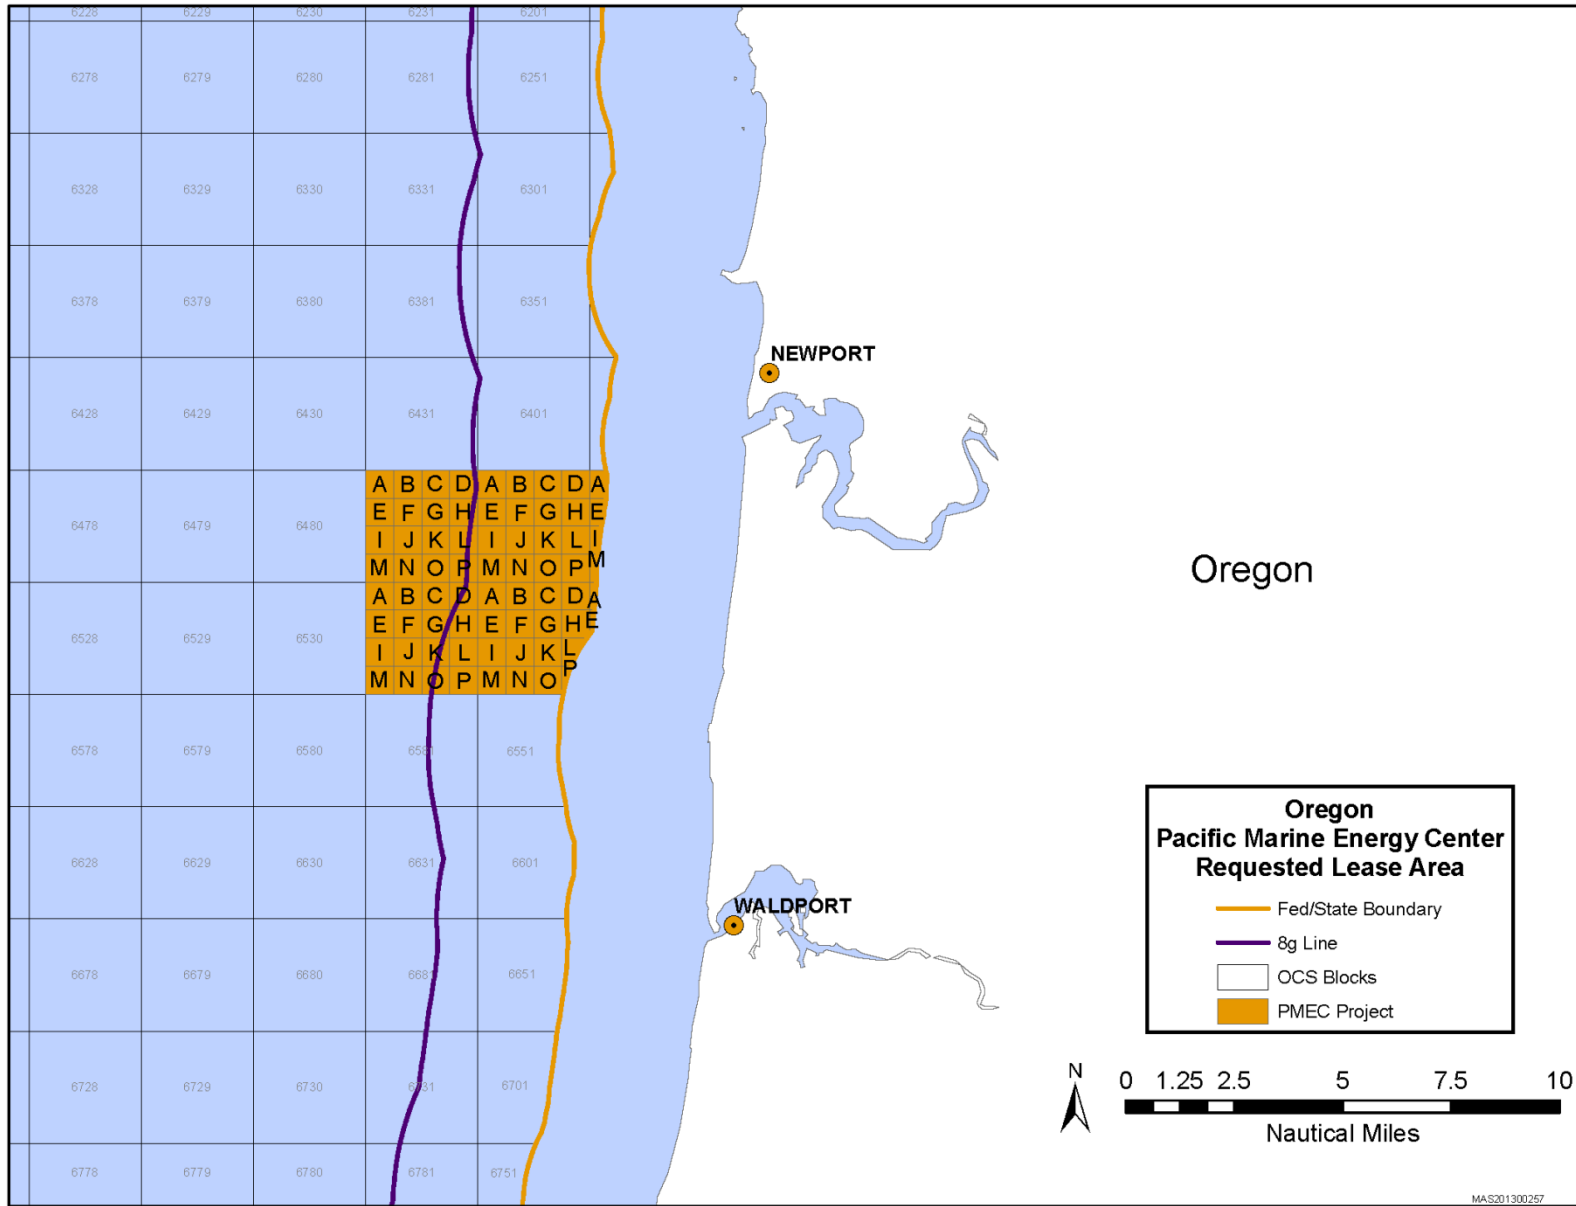 6228 6229 6230 6231 6201
6278 6279 6280 6281 6251
6328 6329 6330 6331 6301
6378 6379 6380 6381 6351
NEWPORT
6428 6429 6430 6431 6401
A B C D A B C D A
E F G H E F G H E
6478 6479 6480
I J K L I J K L I
M N O P M N O P M
Oregon
A B C D A B C D A
E F G H E F G H E
6528 6529 6530
I J K L I J K L
M N O P M N O P
6578 6579 6580 6581 6551
Oregon
Pacific Marine Energy Center
Requested Lease Area
Fed/State Boundary
8g Line
OCS Blocks
PMEC Project
6628 6629 6630 6631 6601
WALDPORT
6678 6679 6680 6681 6651
6728 6729 6730 6731 6701
N
0 1.25 2.5 5 7.5 10
Nautical Miles
6778 6779 6780 6781 6751
MAS201300257